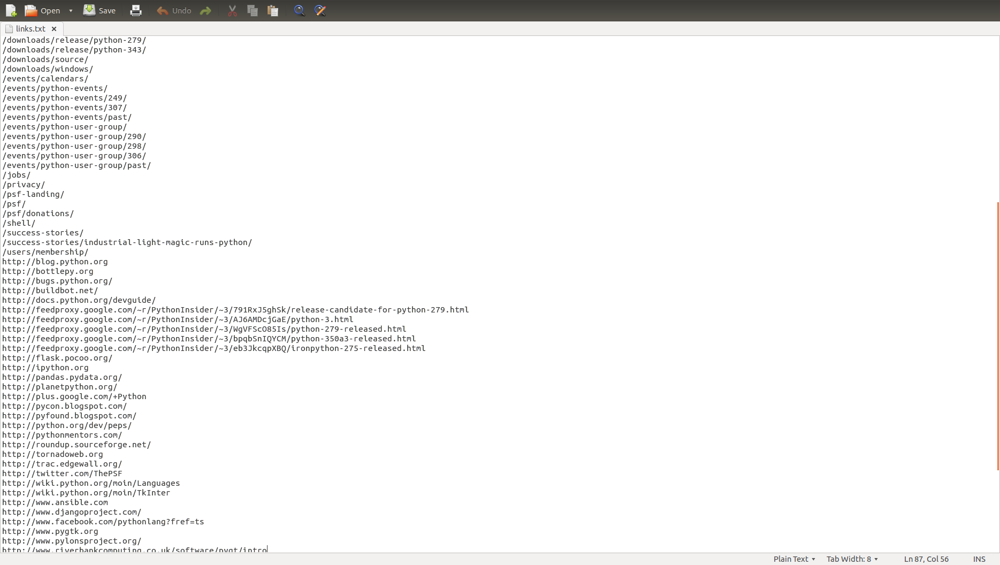 Open Save Undo
links.txt
/downloads/release/python-279/
/downloads/release/python-343/
/downloads/source/
/downloads/windows/
/events/calendars/
/events/python-events/
/events/python-events/249/
/events/python-events/307/
/events/python-events/past/
/events/python-user-group/
/events/python-user-group/290/
/events/python-user-group/298/
/events/python-user-group/306/
/events/python-user-group/past/
/jobs/
/privacy/
/psf-landing/
/psf/
/psf/donations/
/shell/
/success-stories/
/success-stories/industrial-light-magic-runs-python/
/users/membership/
http://blog.python.org
http://bottlepy.org
http://bugs.python.org/
http://buildbot.net/
http://docs.python.org/devguide/
http://feedproxy.google.com/~r/PythonInsider/~3/791RxJ5ghSk/release-candidate-for-python-279.html
http://feedproxy.google.com/~r/PythonInsider/~3/AJ6AMDcjGaE/python-3.html
http://feedproxy.google.com/~r/PythonInsider/~3/WgVFScO85Is/python-279-released.html
http://feedproxy.google.com/~r/PythonInsider/~3/bpqbSnIQYCM/python-350a3-released.html
http://feedproxy.google.com/~r/PythonInsider/~3/eb3JkcqpXBQ/ironpython-275-released.html
http://flask.pocoo.org/
http://ipython.org
http://pandas.pydata.org/
http://planetpython.org/
http://plus.google.com/+Python
http://pycon.blogspot.com/
http://pyfound.blogspot.com/
http://python.org/dev/peps/
http://pythonmentors.com/
http://roundup.sourceforge.net/
http://tornadoweb.org
http://trac.edgewall.org/
http://twitter.com/ThePSF
http://wiki.python.org/moin/Languages
http://wiki.python.org/moin/TkInter
http://www.ansible.com
http://www.djangoproject.com/
http://www.facebook.com/pythonlang?fref=ts
http://www.pygtk.org
http://www.pylonsproject.org/
http://www.riverbankcomputing.co.uk/software/pyqt/intro
Plain Text Tab Width: 8 Ln 87, Col 56 INS